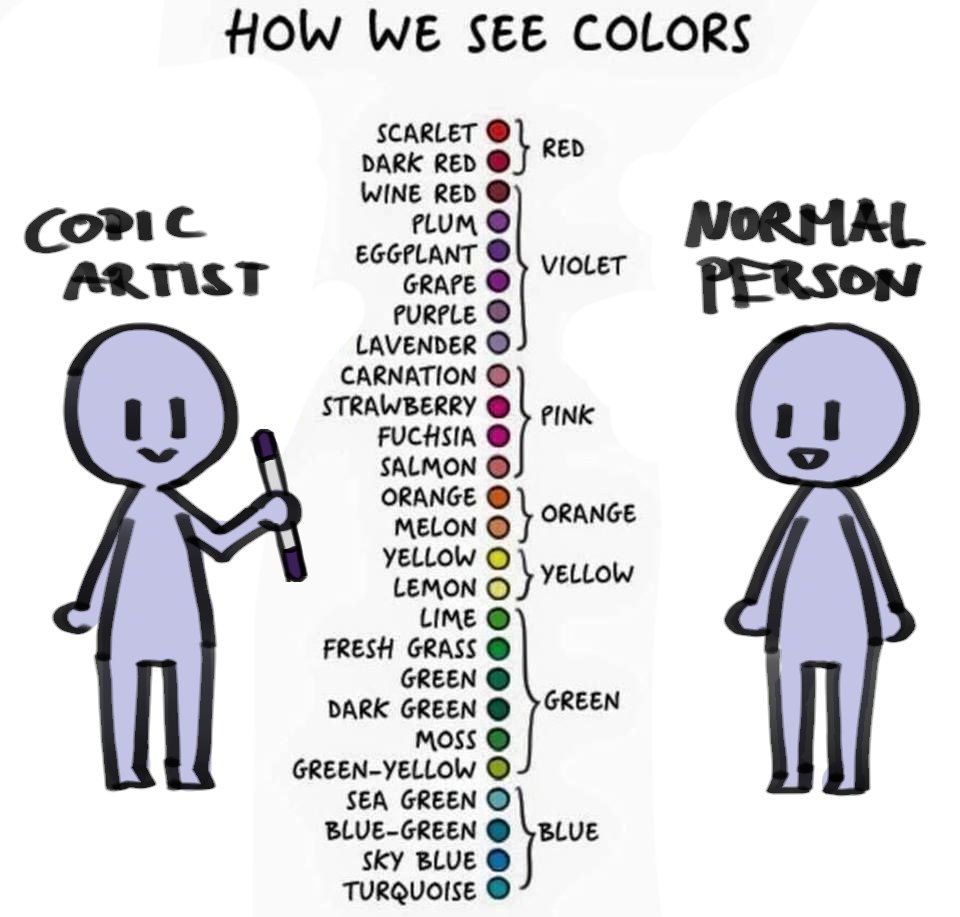 HOW WE SEE COLORS
COPIC
ARTIST
NORMAL
PERSON
SCARLET
DARK RED
RED
WINE RED
PLUM
EGGPLANT
GRAPE
PURPLE
LAVENDER
VIOLET
CARNATION
STRAWBERRY
FUCHSIA
SALMON
PINK
ORANGE
MELON
ORANGE
YELLOW
LEMON
YELLOW
LIME
FRESH GRASS
GREEN
DARK GREEN
MOSS
GREEN-YELLOW
GREEN
SEA GREEN
BLUE-GREEN
SKY BLUE
TURQUOISE
BLUE